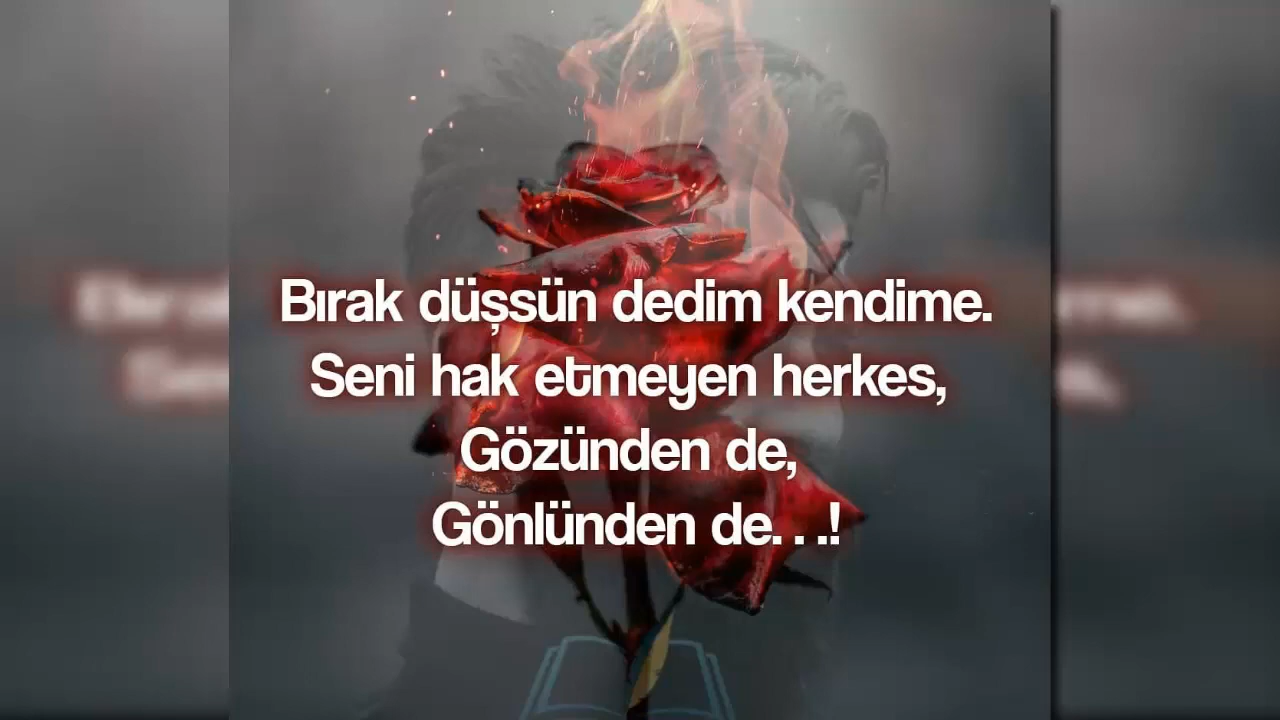 Bırak düşsün dedim kendime.
Seni hak etmeyen herkes,
Gözünden de,
Gönlünden de. . .!